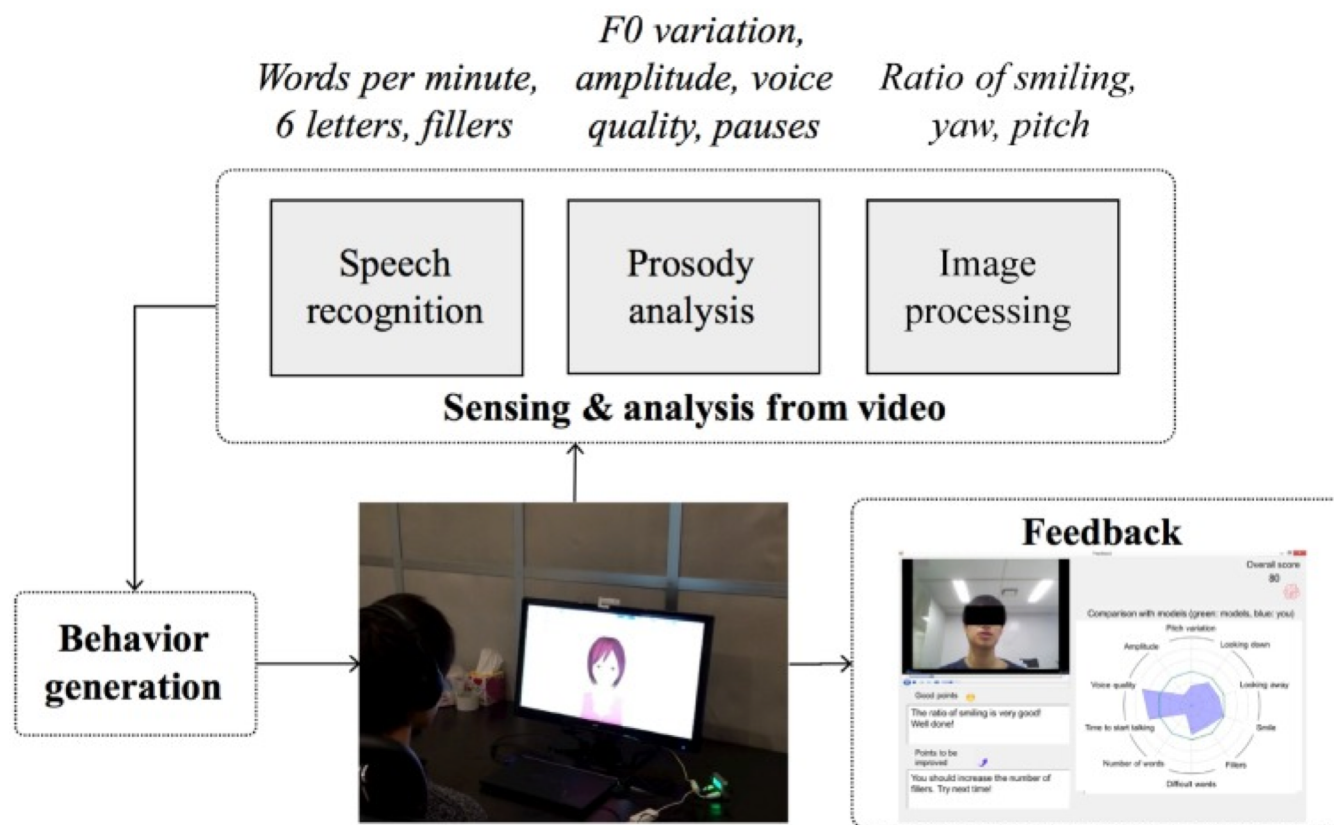 F0 variation,
Words per minute,
amplitude, voice
Ratio of smiling,
6 letters, fillers
quality, pauses
yaw, pitch
Speech
recognition
Prosody
analysis
Image
processing
Sensing & analysis from video
Behavior
generation
Feedback
Feedback
Overall score
80
Comparison with models (green: models, blue: you)
Pitch variation
Amplitude
Looking down
Voice quality
Looking away
Time to start talking
Smile
Number of words
Fillers
Difficult words
Good points
The ratio of smiling is very good!
Well done!
Points to be
improved
You should increase the number of
fillers. Try next time!